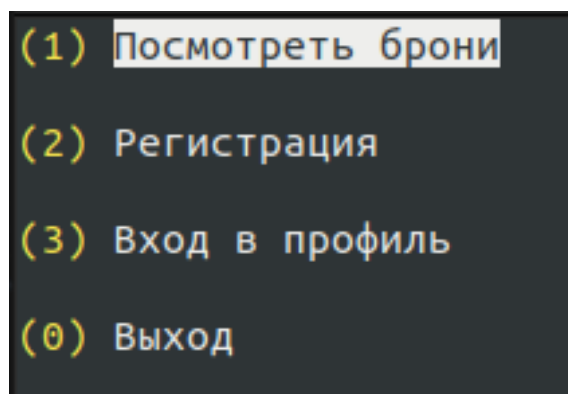 (1) Посмотреть брони
(2) Регистрация
(3) Вход в профиль
(0) Выход